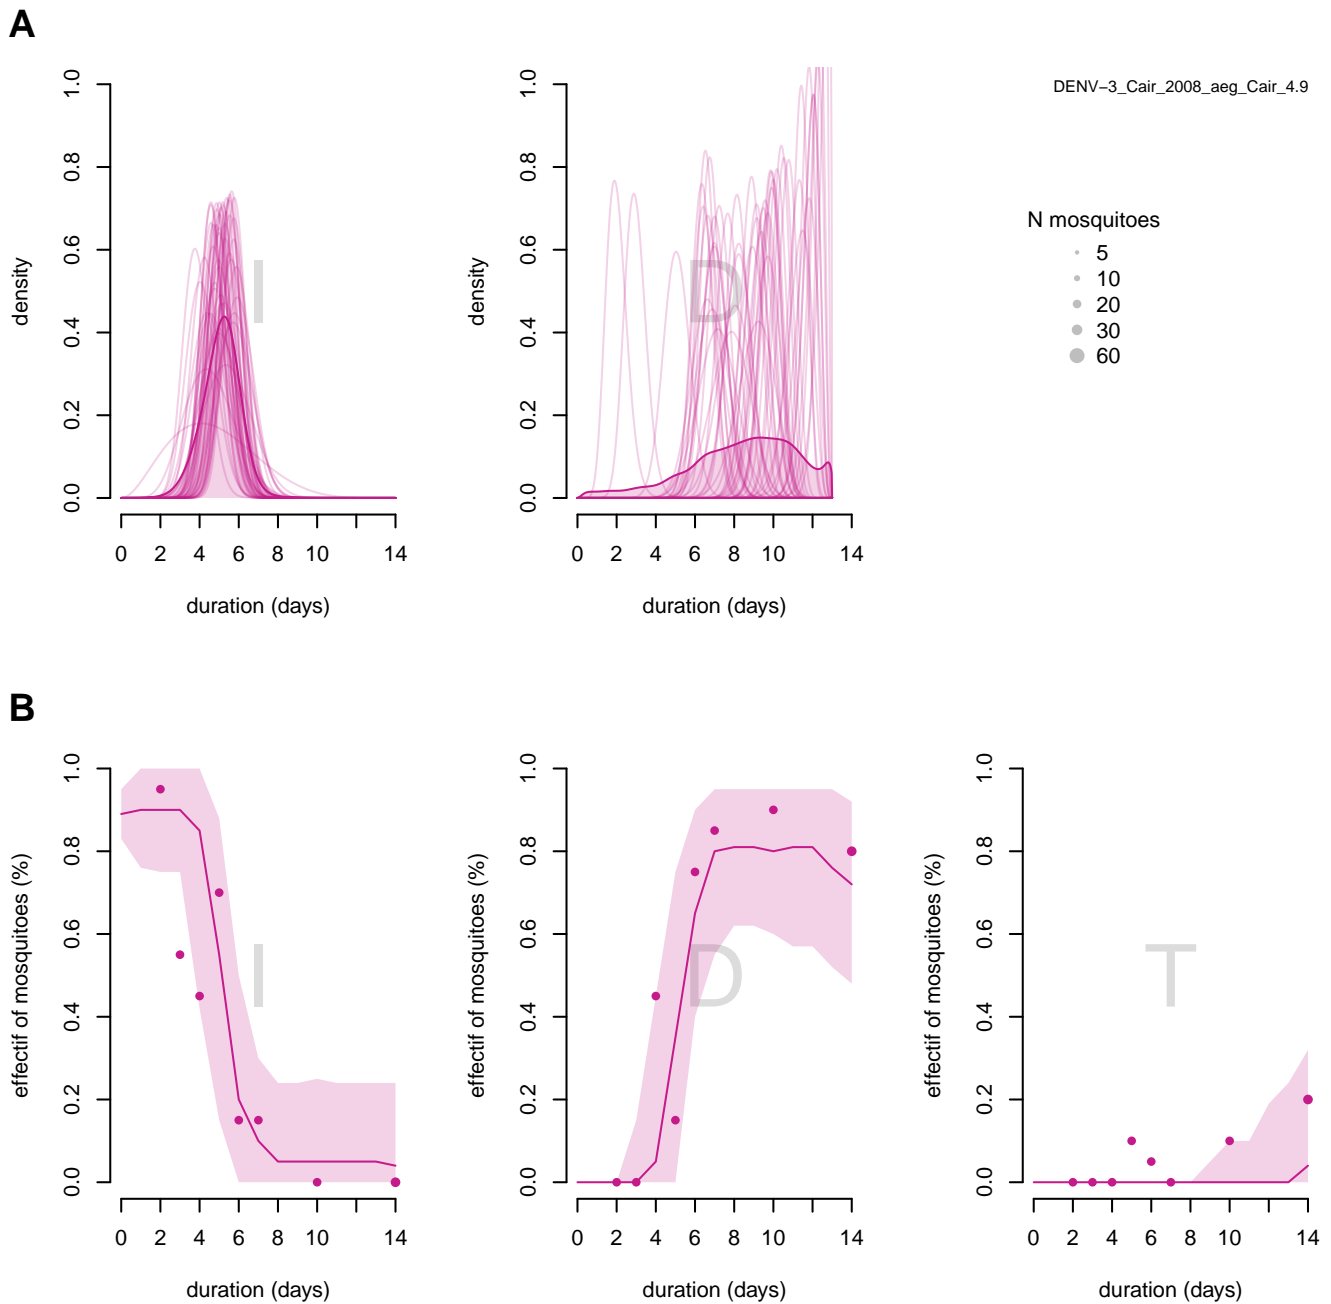 A
DENV−3_Cair_2008_aeg_Cair_4.9
density
0.0 0.2 0.4 0.6 0.8 1.0
I
0 2 4 6 8 10 14
duration (days)
density
0.0 0.2 0.4 0.6 0.8 1.0
D
0 2 4 6 8 10 14
duration (days)
N mosquitoes
5
10
20
30
60
B
effectif of mosquitoes (%)
0.0 0.2 0.4 0.6 0.8 1.0
I
0 2 4 6 8 10 14
duration (days)
effectif of mosquitoes (%)
0.0 0.2 0.4 0.6 0.8 1.0
D
0 2 4 6 8 10 14
duration (days)
effectif of mosquitoes (%)
0.0 0.2 0.4 0.6 0.8 1.0
T
0 2 4 6 8 10 14
duration (days)